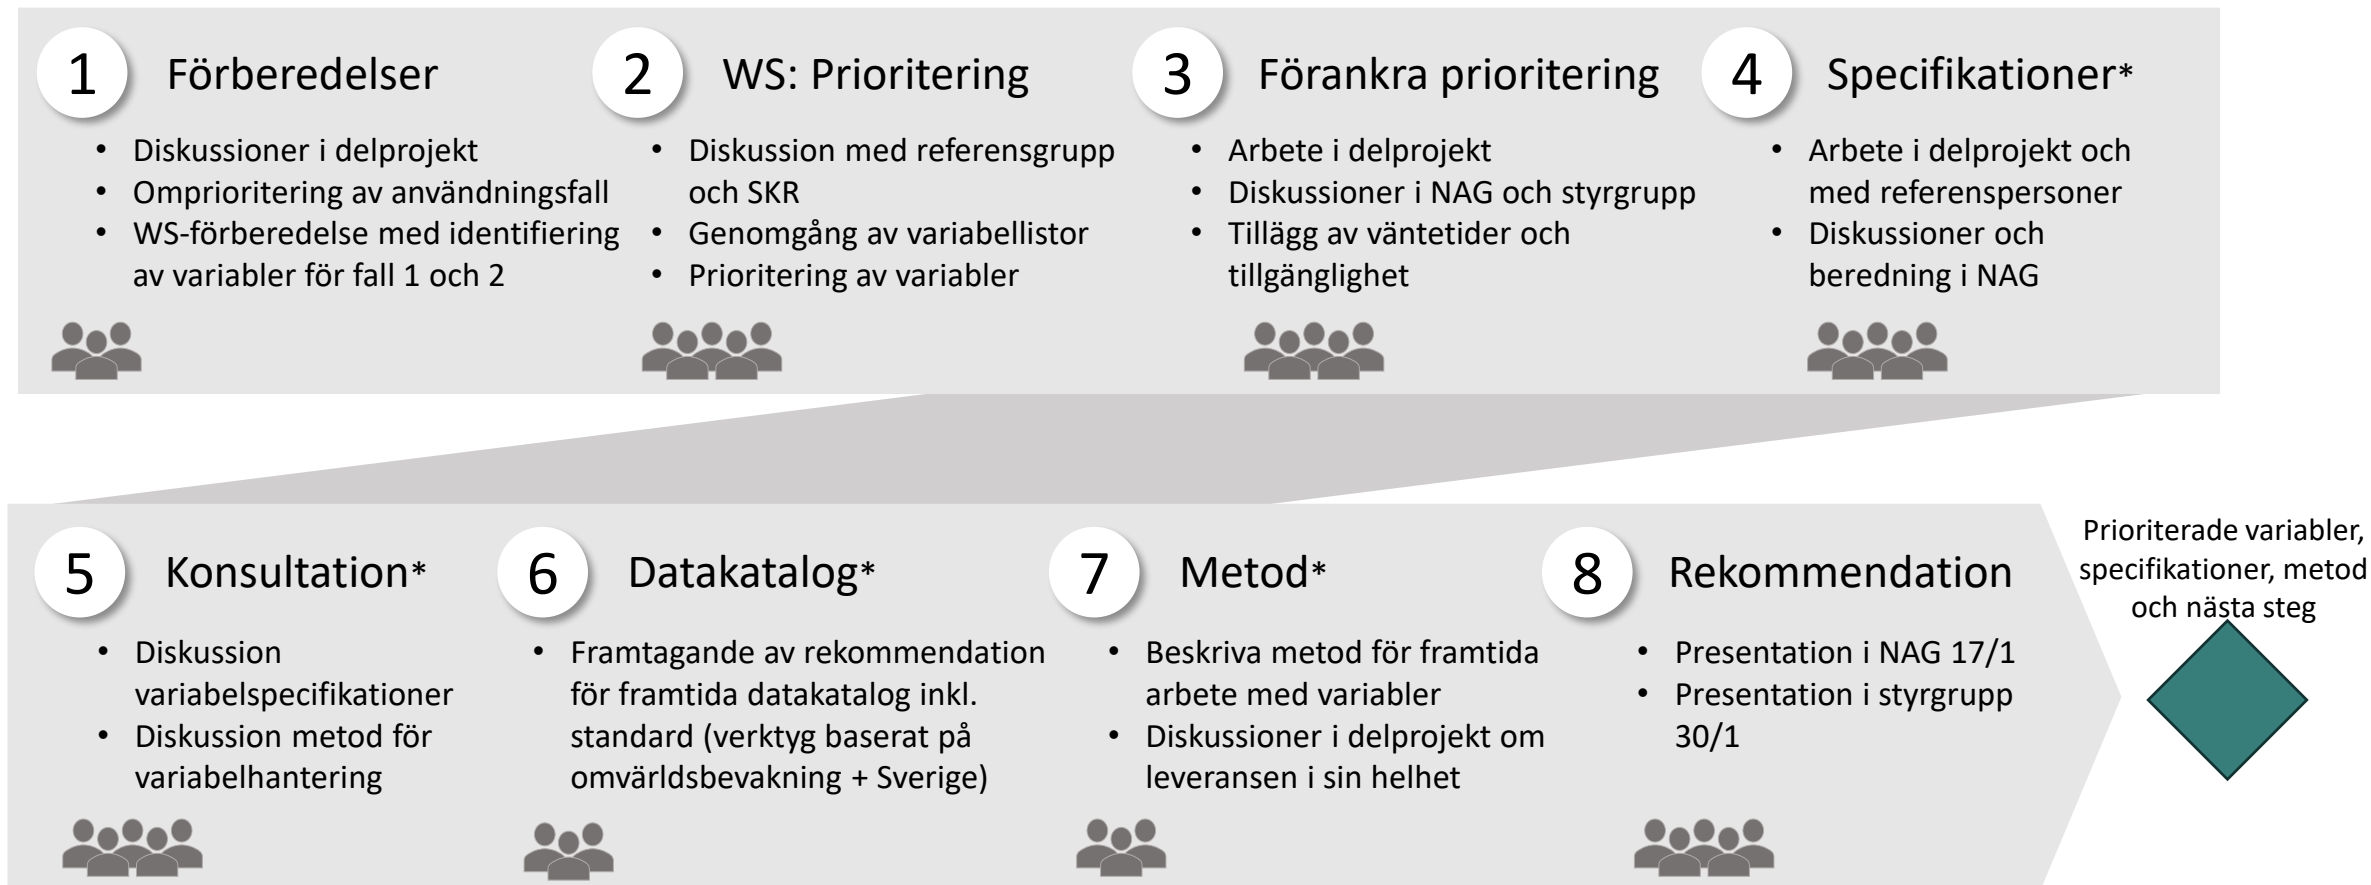 1 Förberedelser
• Diskussioner i delprojekt
• Omprioritering av användningsfall
• WS-förberedelse med identifiering
av variabler för fall 1 och 2
2 WS: Prioritering
• Diskussion med referensgrupp
och SKR
• Genomgång av variabellistor
• Prioritering av variabler
3 Förankra prioritering
• Arbete i delprojekt
• Diskussioner i NAG och styrgrupp
• Tillägg av väntetider och
tillgänglighet
4 Specifikationer*
• Arbete i delprojekt och
med referenspersoner
• Diskussioner och
beredning i NAG
5 Konsultation*
• Diskussion
variabelspecifikationer
• Diskussion metod för
variabelhantering
6 Datakatalog*
• Framtagande av rekommendation
för framtida datakatalog inkl.
standard (verktyg baserat på
omvärldsbevakning + Sverige)
7 Metod*
• Beskriva metod för framtida
arbete med variabler
• Diskussioner i delprojekt om
leveransen i sin helhet
8 Rekommendation
• Presentation i NAG 17/1
• Presentation i styrgrupp
30/1
Prioriterade variabler,
specifikationer, metod
och nästa steg